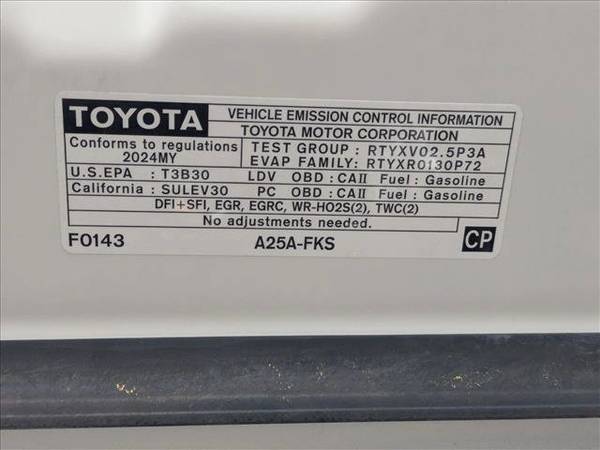 TOYOTA
VEHICLE EMISSION CONTROL INFORMATION
TOYOTA MOTOR CORPORATION
Conforms to regulations
2024MY
TEST GROUP : RTYXV02.5P3A
EVAP FAMILY: RTYXR0130P72
U.S.EPA : T3B30 LDV OBD : CAII Fuel : Gasoline
California : SULEV30 PC OBD : CAII Fuel : Gasoline
DFI+SFI, EGR, EGRC, WR-HO2S(2), TWC(2)
No adjustments needed.
F0143 A25A-FKS CP